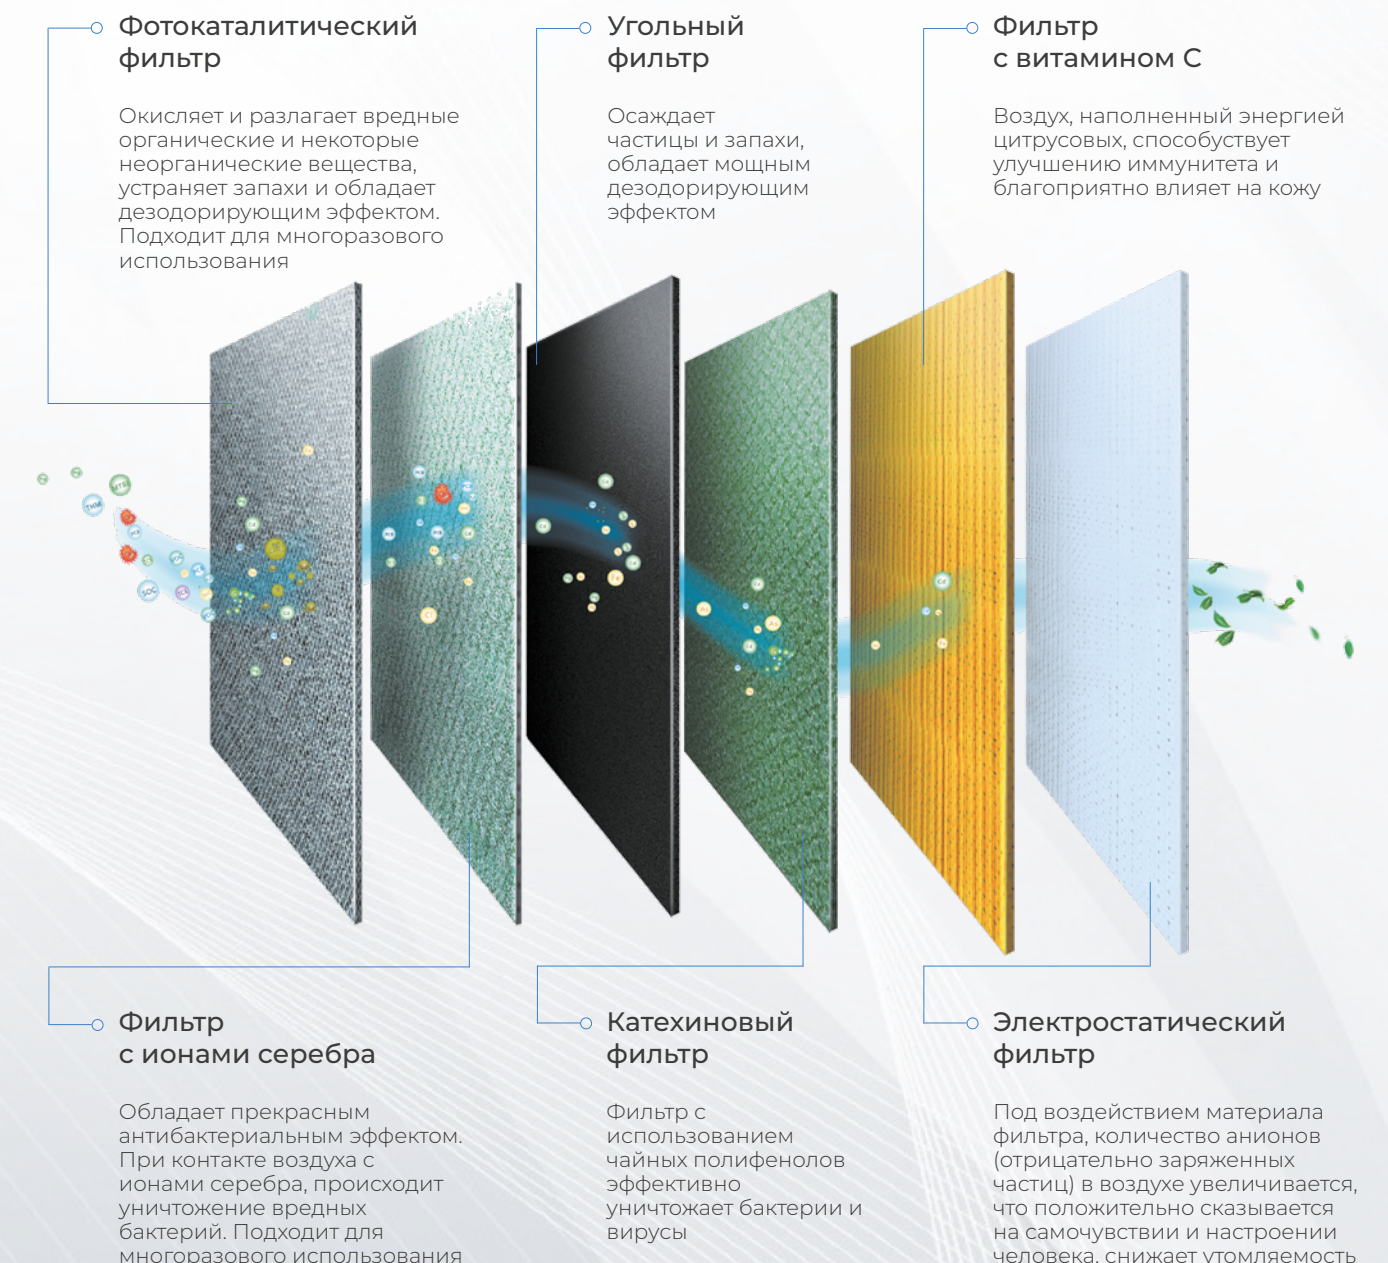 Фотокаталитический
фильтр
Окисляет и разлагает вредные
органические и некоторые
неорганические вещества,
устраняет запахи и обладает
дезодорирующим эффектом.
Подходит для многоразового
использования
Угольный
фильтр
Осаждает
частицы и запахи,
обладает мощным
дезодорирующим
эффектом
Фильтр
с витамином С
Воздух, наполненный энергией
цитрусовых, способуствует
улучшению иммунитета и
благоприятно влияет на кожу
MTBE
THM
SOC
Фильтр
с ионами серебра
Обладает прекрасным
антибактериальным эффектом.
При контакте воздуха с
ионами серебра, происходит
уничтожение вредных
бактерий. Подходит для
многоразового использования
Катехиновый
фильтр
Фильтр с
использованием
чайных полифенолов
эффективно
уничтожает бактерии и
вирусы
Электростатический
фильтр
Под воздействием материала
фильтра, количество анионов
(отрицательно заряженных
частиц) в воздухе увеличивается,
что положительно сказывается
на самочувствии и настроении
человека, снижает утомляемость